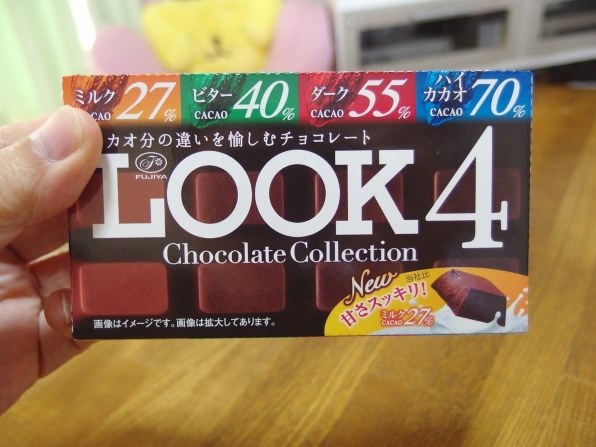 ミルク CACAO 27%
ビター CACAO 40%
ダーク CACAO 55%
ハイカカオ CACAO 70%
カオ分の違いを愉しむチョコレート
FUJIYA
LOOK4
Chocolate Collection
New 当社比
甘さスッキリ!
ミルク CACAO 27%
画像はイメージです。画像は拡大してあります。